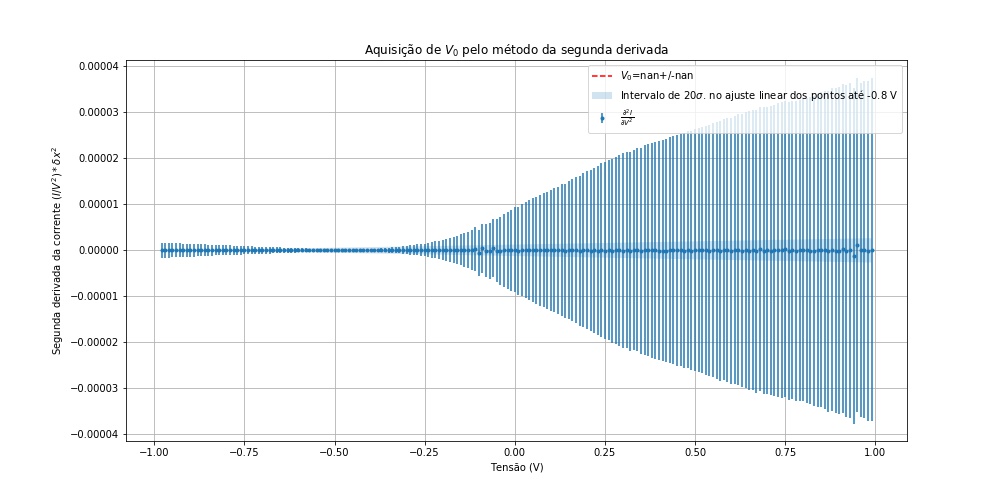 Aquisição de $V_0$ pelo método da segunda derivada
V₀=nan+/-nan
Intervalo de 20σ. no ajuste linear dos pontos até -0.8 V
∂²I/∂V²
Segunda derivada da corrente (I/V²)*δx²
0.00004
0.00003
0.00002
0.00001
0.00000
−0.00001
−0.00002
−0.00003
−0.00004
−1.00 −0.75 −0.50 −0.25 0.00 0.25 0.50 0.75 1.00
Tensão (V)